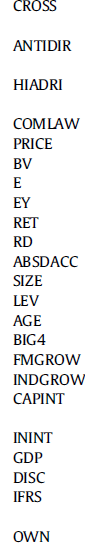 CROSS
ANTIDIR
HIADRI
COMLAW
PRICE
BV
E
EY
RET
RD
ABSDACC
SIZE
LEV
AGE
BIG4
FMGROW
INDGROW
CAPINT
ININT
GDP
DISC
IFRS
OWN